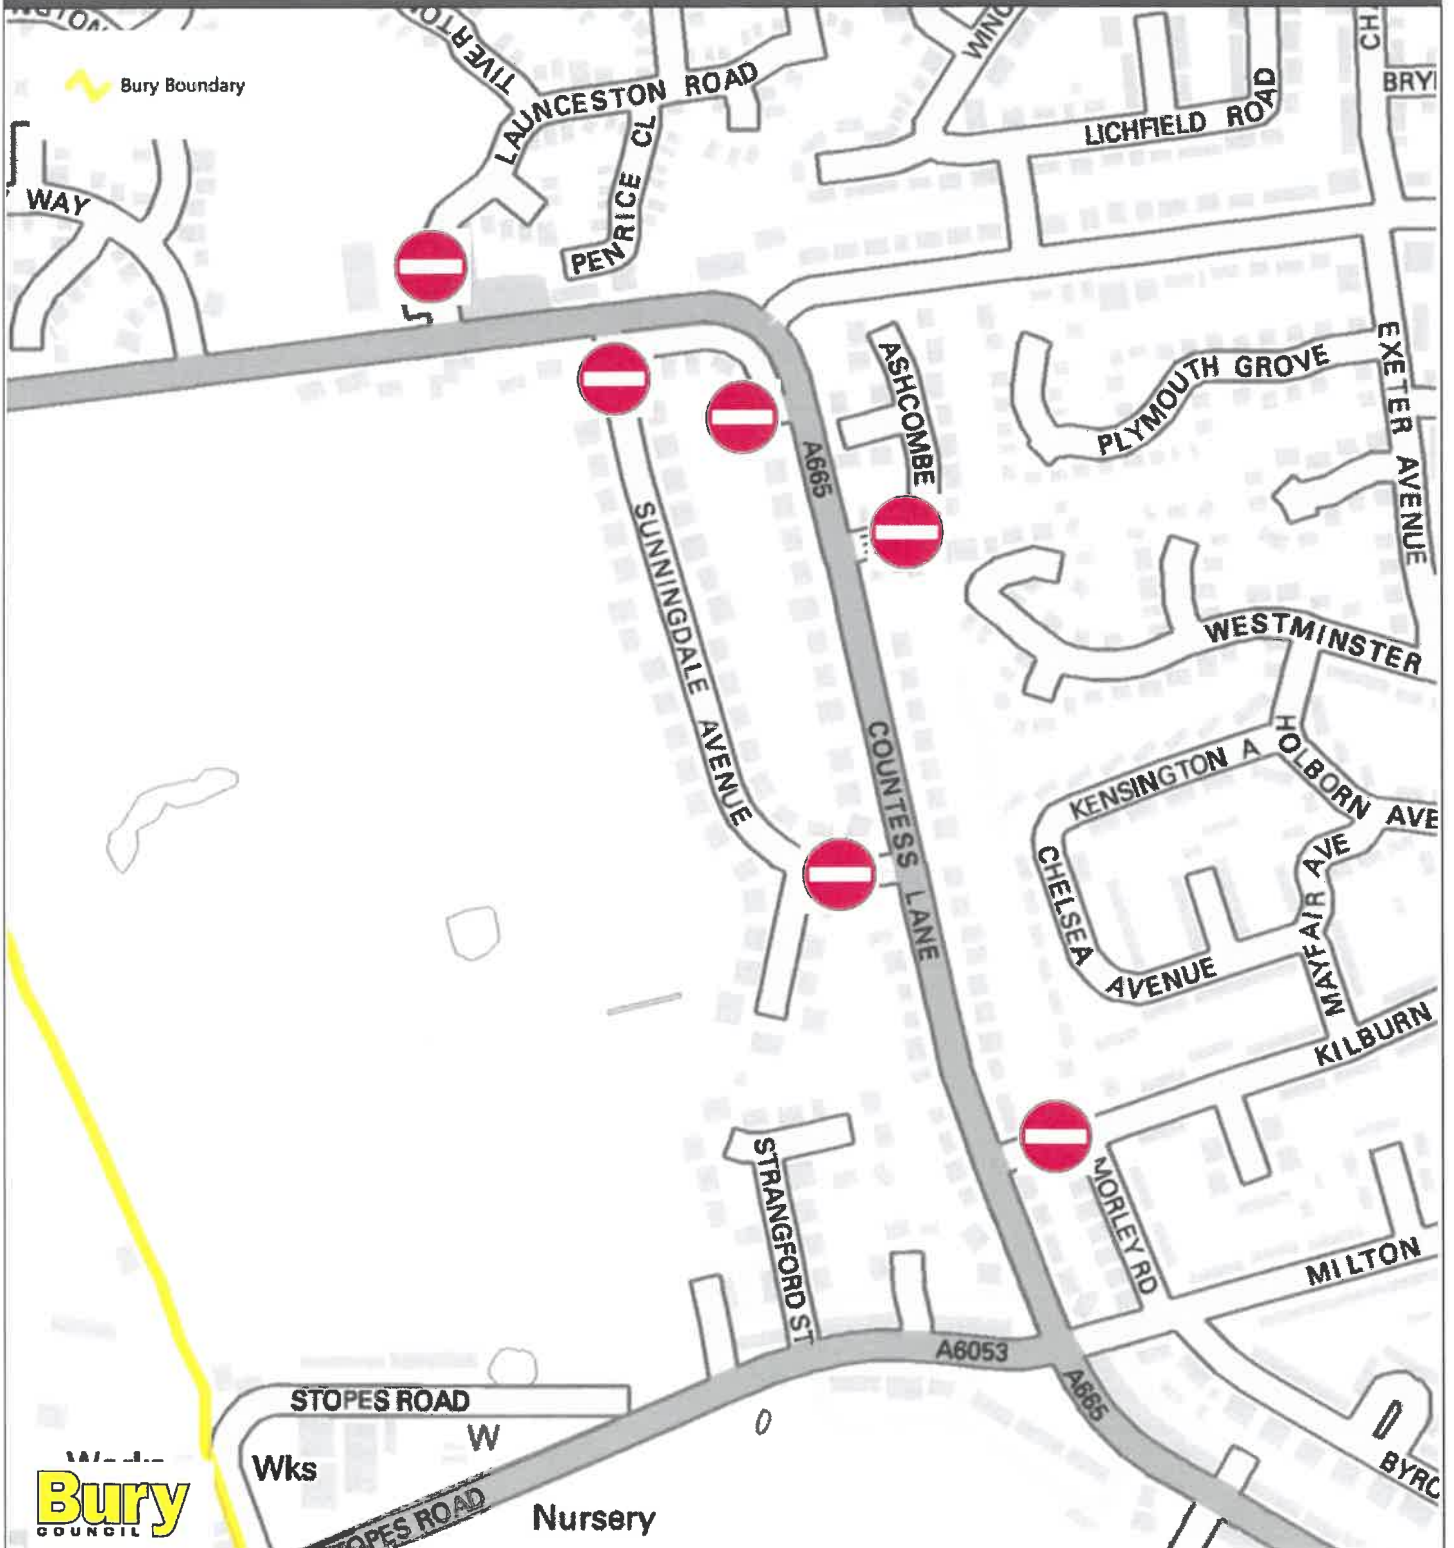 TIVERTON
WINC
CH
Bury Boundary
LAUNCESTON ROAD
BRY
LICHFIELD ROAD
PENRICE CL
WAY
ASHCOMBE
PLYMOUTH GROVE
EXETER AVENUE
A665
SUNNINGDALE AVENUE
WESTMINSTER
COUNTESS LANE
KENSINGTON A
HOLBORN AVE
CHELSEA AVENUE
MAYFAIR AVE
KILBURN
STRANGFORD ST
MORLEY RD
MILTON
A6053
A665
STOPES ROAD
W
Wks
BYRO
STOPES ROAD
Nursery
Bury
COUNCIL